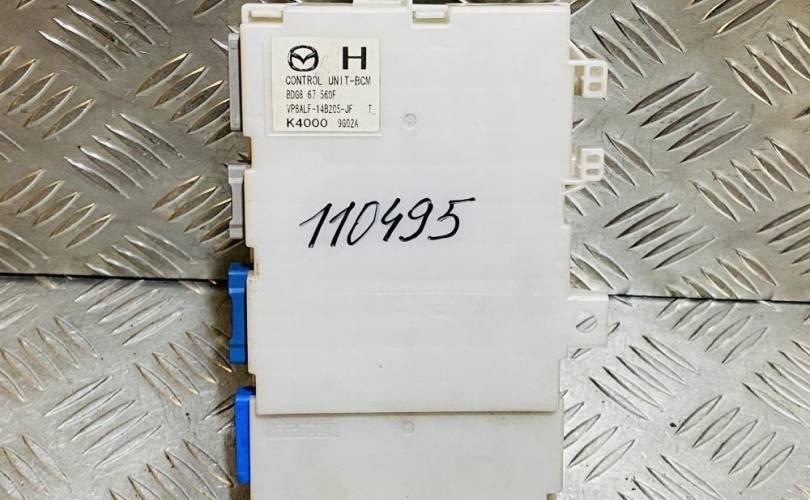 H
CONTROL UNIT-BCM
BDG8 67 560F
VP8ALF-14B205-JF T
K4000 9G02A
110495